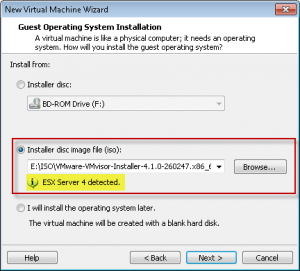 New Virtual Machine Wizard
Guest Operating System Installation
A virtual machine is like a physical computer; it needs an operating
system. How will you install the guest operating system?
Install from:
Installer disc:
BD-ROM Drive (F:)
Installer disc image file (iso):
E:\ISO\VMware-VMvisor-Installer-4.1.0-260247.x86_6
Browse...
ESX Server 4 detected.
I will install the operating system later.
The virtual machine will be created with a blank hard disk.
Help
< Back
Next >
Cancel